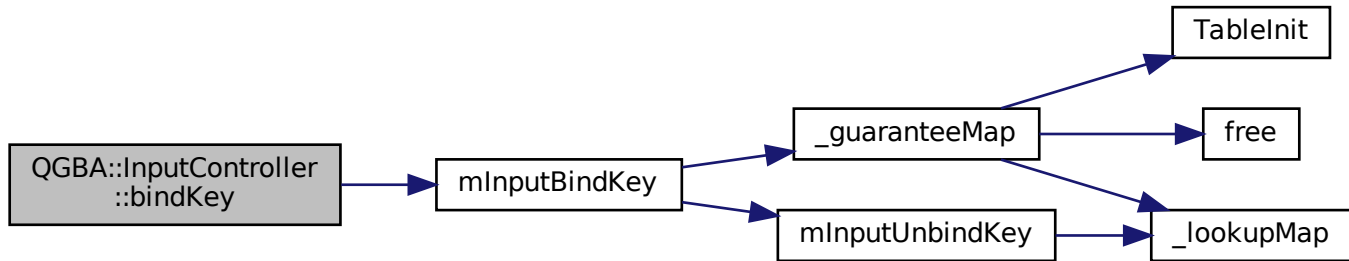 QGBA::InputController
::bindKey
mInputBindKey
_guaranteeMap
mInputUnbindKey
TableInit
free
_lookupMap